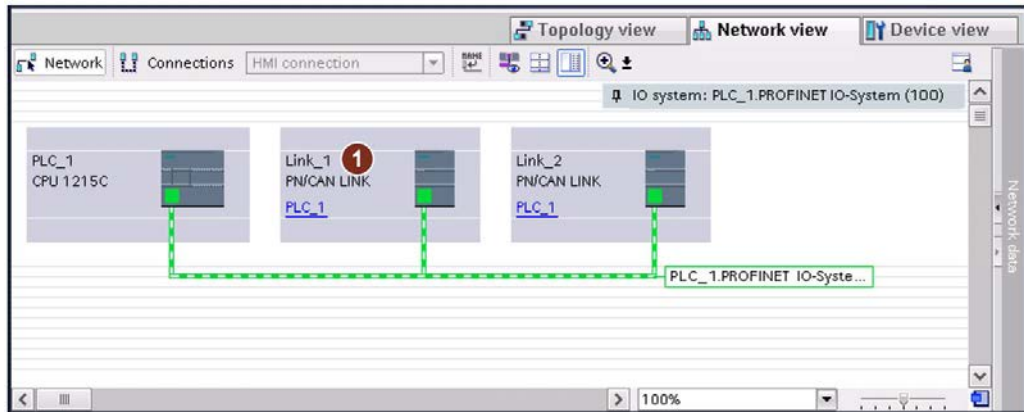 Topology view Network view Device view
Network Connections HMI connection
IO system: PLC_1.PROFINET IO-System (100)
PLC_1
CPU 1215C
Link_1 1
PN/CAN LINK
PLC_1
Link_2
PN/CAN LINK
PLC_1
PLC_1.PROFINET IO-Syste...
Network data
100%